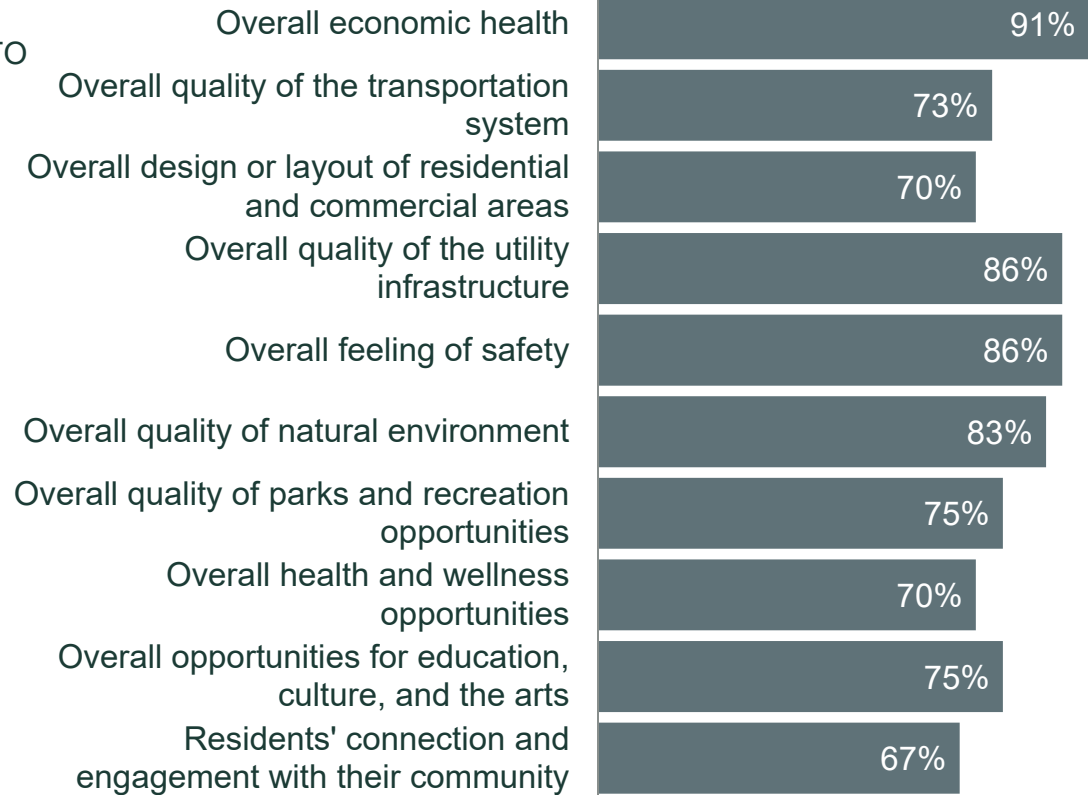 Overall economic health
91%
TO
Overall quality of the transportation
system
73%
Overall design or layout of residential
and commercial areas
70%
Overall quality of the utility
infrastructure
86%
Overall feeling of safety
86%
Overall quality of natural environment
83%
Overall quality of parks and recreation
opportunities
75%
Overall health and wellness
opportunities
70%
Overall opportunities for education,
culture, and the arts
75%
Residents' connection and
engagement with their community
67%